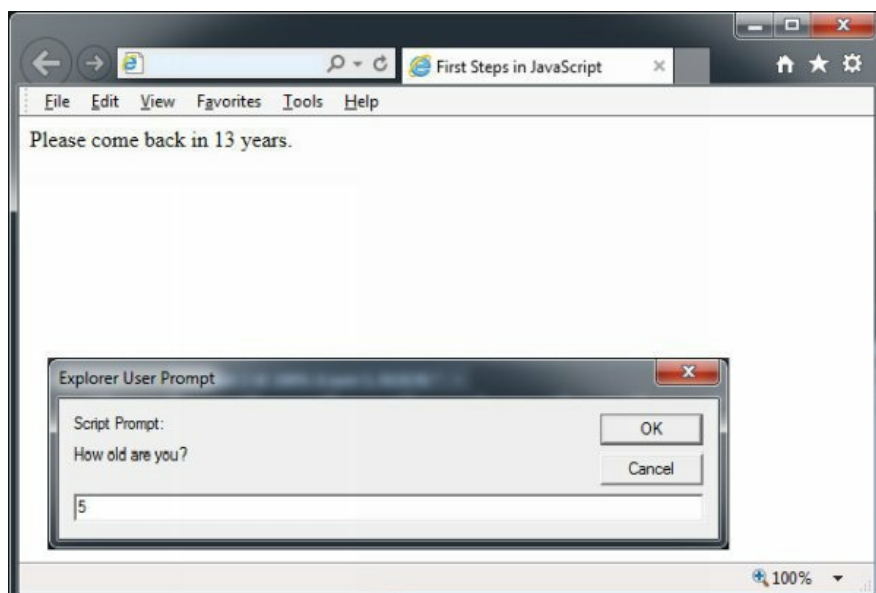 First Steps in JavaScript
File Edit View Favorites Tools Help
Please come back in 13 years.
Explorer User Prompt
Script Prompt:
OK
How old are you?
Cancel
5
100%